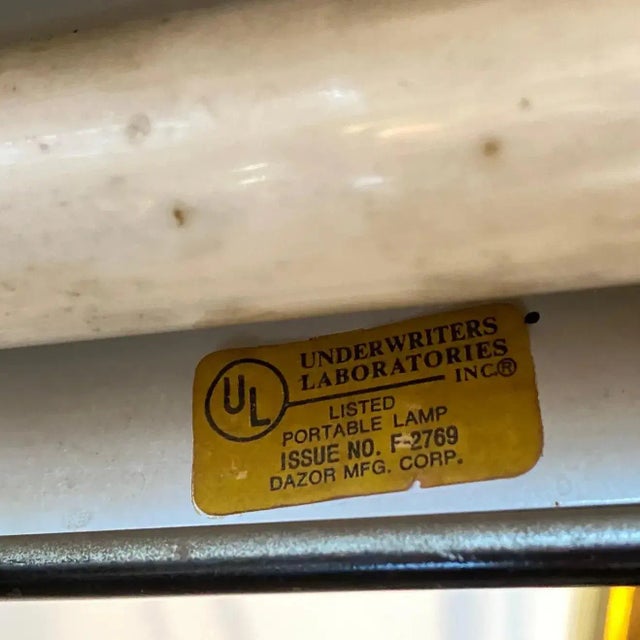 UL
UNDERWRITERS
LABORATORIES
INC.®
LISTED
PORTABLE LAMP
ISSUE NO. F-2769
DAZOR MFG. CORP.